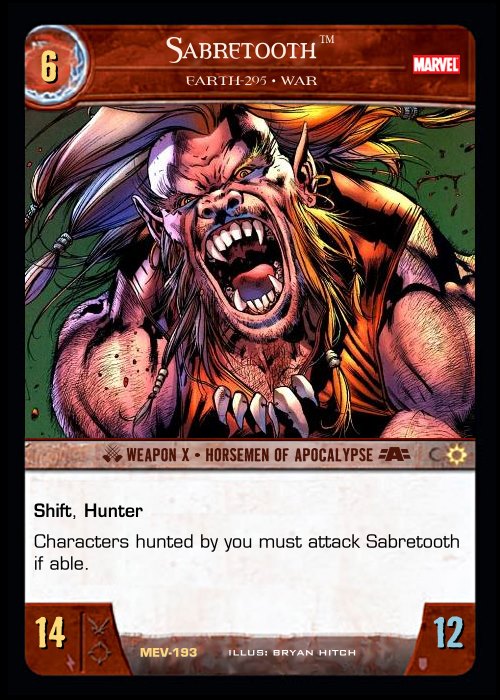 6
SABRETOOTH™
EARTH-295 • WAR
MARVEL
WEAPON X • HORSEMEN OF APOCALYPSE
C
Shift, Hunter
Characters hunted by you must attack Sabretooth
if able.
14
MEV-193
ILLUS: BRYAN HITCH
12